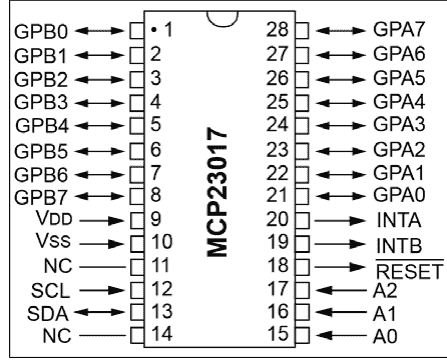 GPB0 1 28 GPA7
GPB1 2 27 GPA6
GPB2 3 26 GPA5
GPB3 4 25 GPA4
GPB4 5 24 GPA3
GPB5 6 23 GPA2
GPB6 7 22 GPA1
GPB7 8 21 GPA0
VDD 9 20 INTA
VSS 10 19 INTB
NC 11 18 RESET
SCL 12 17 A2
SDA 13 16 A1
NC 14 15 A0
MCP23017